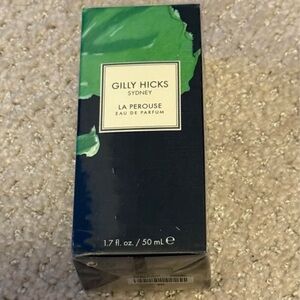 GILLY HICKS
SYDNEY
LA PEROUSE
EAU DE PARFUM
1.7 fl. oz. / 50 mL ℮